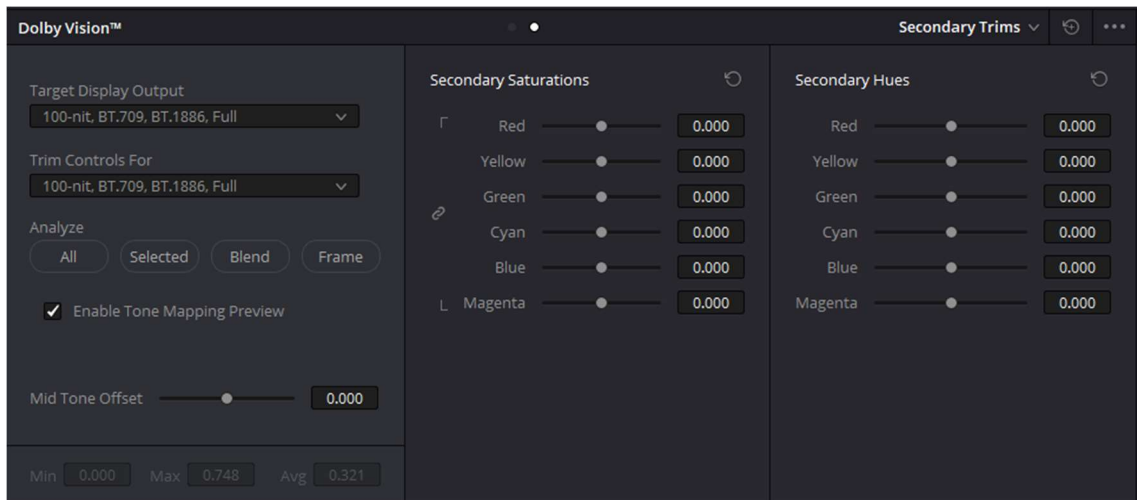 Dolby Vision™
Secondary Trims
Target Display Output
100-nit, BT.709, BT.1886, Full
Trim Controls For
100-nit, BT.709, BT.1886, Full
Analyze
All Selected Blend Frame
Enable Tone Mapping Preview
Mid Tone Offset 0.000
Min 0.000 Max 0.748 Avg 0.321
Secondary Saturations
Red 0.000
Yellow 0.000
Green 0.000
Cyan 0.000
Blue 0.000
Magenta 0.000
Secondary Hues
Red 0.000
Yellow 0.000
Green 0.000
Cyan 0.000
Blue 0.000
Magenta 0.000